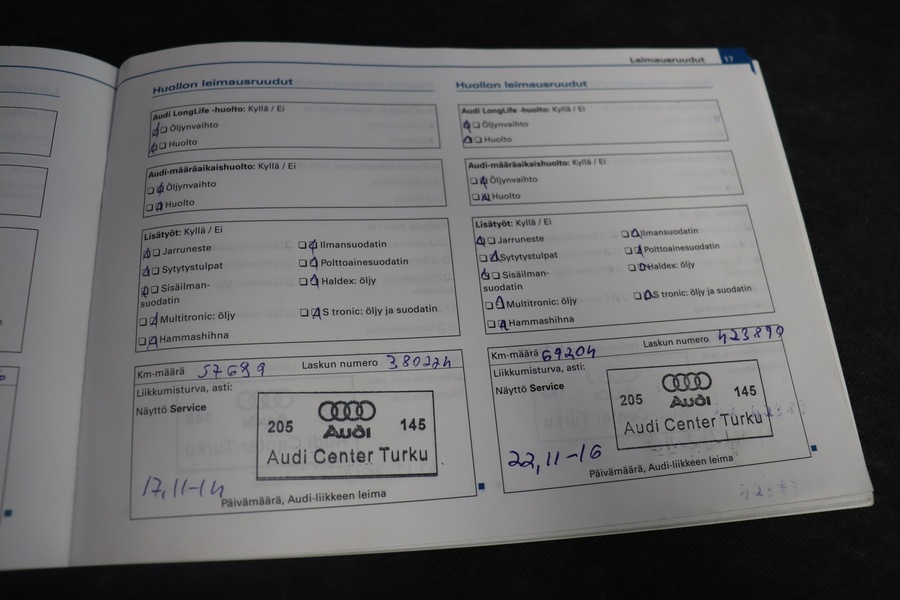 Leimausruudut 17
Huollon leimausruudut
Audi LongLife -huolto: Kyllä / Ei
Öljynvaihto
Huolto
Audi-määräaikaishuolto: Kyllä / Ei
Öljynvaihto
Huolto
Lisätyöt: Kyllä / Ei
Jarruneste
Ilmansuodatin
Sytytystulpat
Polttoainesuodatin
Sisäilman-
suodatin
Haldex: öljy
Multitronic: öljy
S tronic: öljy ja suodatin
Hammashihna
Km-määrä 57699 Laskun numero 380224
Liikkumisturva, asti:
Näyttö Service
205 Audi 145
Audi Center Turku
17,11-14
Päivämäärä, Audi-liikkeen leima
Huollon leimausruudut
Audi LongLife -huolto: Kyllä / Ei
Öljynvaihto
Huolto
Audi-määräaikaishuolto: Kyllä / Ei
Öljynvaihto
Huolto
Lisätyöt: Kyllä / Ei
Jarruneste
Ilmansuodatin
Sytytystulpat
Polttoainesuodatin
Sisäilman-
suodatin
Haldex: öljy
Multitronic: öljy
S tronic: öljy ja suodatin
Hammashihna
Km-määrä 69204 Laskun numero 423899
Liikkumisturva, asti:
Näyttö Service
205 Audi 145
Audi Center Turku
22,11-16
Päivämäärä, Audi-liikkeen leima